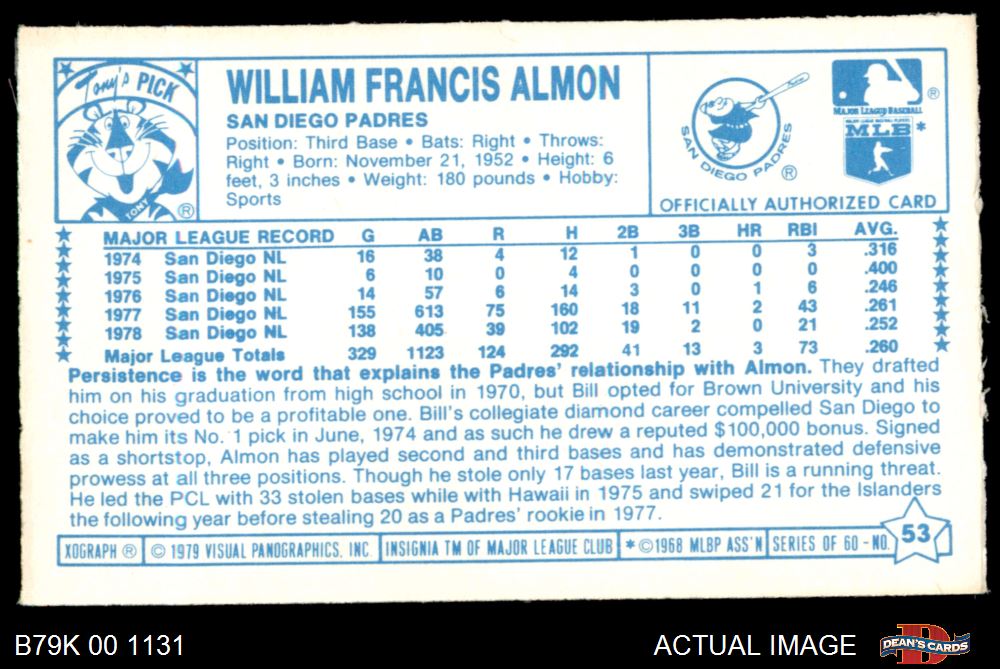 Tony's PICK
TONY
®
WILLIAM FRANCIS ALMON
SAN DIEGO PADRES
Position: Third Base • Bats: Right • Throws:
Right • Born: November 21, 1952 • Height: 6
feet, 3 inches • Weight: 180 pounds • Hobby:
Sports
SAN DIEGO PADRES
®
MAJOR LEAGUE BASEBALL
®
MAJOR LEAGUE BASEBALL PLAYERS
MLB *
OFFICIALLY AUTHORIZED CARD
MAJOR LEAGUE RECORD G AB R H 2B 3B HR RBI AVG.
1974 San Diego NL 16 38 4 12 1 0 0 3 .316
1975 San Diego NL 6 10 0 4 0 0 0 0 .400
1976 San Diego NL 14 57 6 14 3 0 1 6 .246
1977 San Diego NL 155 613 75 160 18 11 2 43 .261
1978 San Diego NL 138 405 39 102 19 2 0 21 .252
Major League Totals 329 1123 124 292 41 13 3 73 .260
Persistence is the word that explains the Padres' relationship with Almon. They drafted
him on his graduation from high school in 1970, but Bill opted for Brown University and his
choice proved to be a profitable one. Bill's collegiate diamond career compelled San Diego to
make him its No. 1 pick in June, 1974 and as such he drew a reputed $100,000 bonus. Signed
as a shortstop, Almon has played second and third bases and has demonstrated defensive
prowess at all three positions. Though he stole only 17 bases last year, Bill is a running threat.
He led the PCL with 33 stolen bases while with Hawaii in 1975 and swiped 21 for the Islanders
the following year before stealing 20 as a Padres' rookie in 1977.
XOGRAPH ® © 1979 VISUAL PANOGRAPHICS, INC. INSIGNIA TM OF MAJOR LEAGUE CLUB * ©1968 MLBP ASS'N SERIES OF 60 - NO. 53
B79K 00 1131 ACTUAL IMAGE DEAN'S CARDS